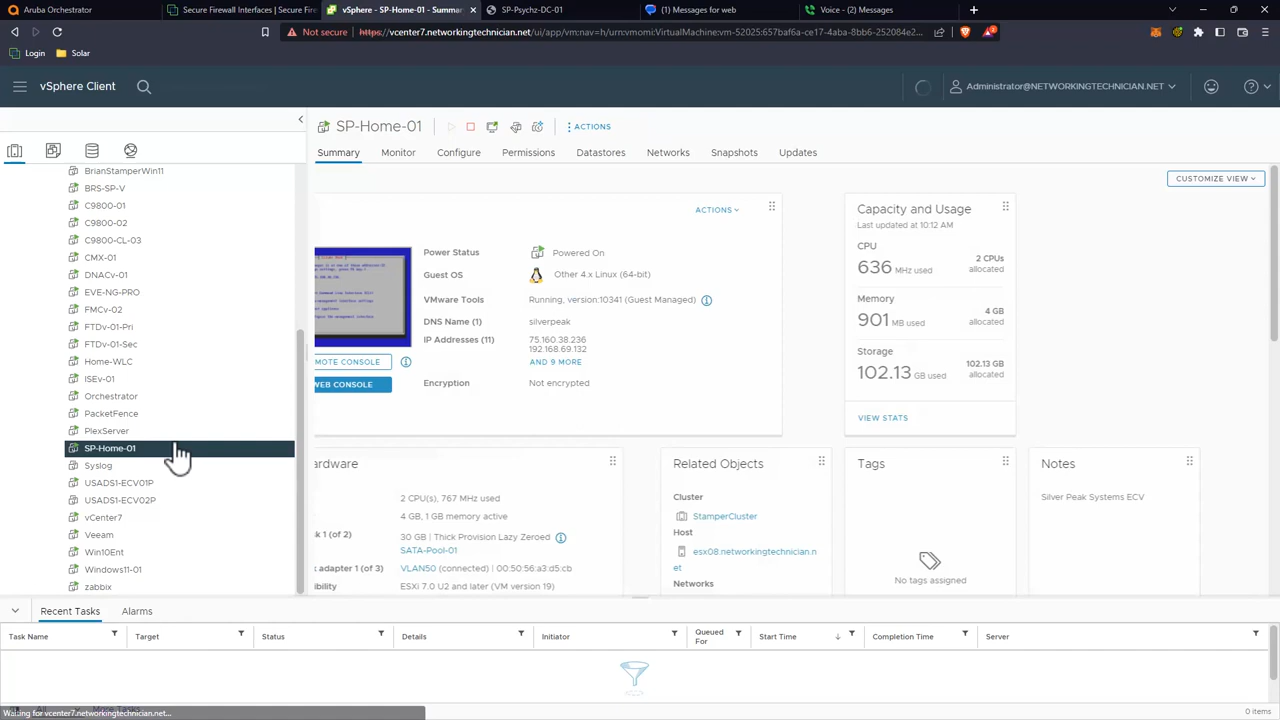 Aruba Orchestrator
Secure Firewall Interfaces | Secure Fire
vSphere - SP-Home-01 - Summar
SP-Psychz-DC-01
(1) Messages for web
Voice - (2) Messages
Not secure
https://vcenter7.networkingtechnician.net/ui/app/vm;nav=h/urn:vmomi:VirtualMachine:vm-52025:657baf6a-ce17-4aba-8bb6-252084e2...
Login
Solar
vSphere Client
Administrator@NETWORKINGTECHNICIAN.NET
SP-Home-01
ACTIONS
Summary
Monitor
Configure
Permissions
Datastores
Networks
Snapshots
Updates
CUSTOMIZE VIEW
BrianStamperWin11
BRS-SP-V
C9800-01
C9800-02
C9800-CL-03
CMX-01
DNACv-01
EVE-NG-PRO
FMCv-02
FTDv-01-Pri
FTDv-01-Sec
Home-WLC
ISEv-01
Orchestrator
PacketFence
PlexServer
SP-Home-01
Syslog
USADS1-ECV01P
USADS1-ECV02P
vCenter7
Veeam
Win10Ent
Windows11-01
zabbix
ACTIONS
Power Status
Powered On
Guest OS
Other 4.x Linux (64-bit)
VMware Tools
Running, version:10341 (Guest Managed)
DNS Name (1)
silverpeak
IP Addresses (11)
75.160.38.236
192.168.69.132
AND 9 MORE
Encryption
Not encrypted
MOTE CONSOLE
WEB CONSOLE
Capacity and Usage
Last updated at 10:12 AM
CPU
636 MHz used
2 CPUs
allocated
Memory
901 MB used
4 GB
allocated
Storage
102.13 GB used
102.13 GB
allocated
VIEW STATS
ardware
2 CPU(s), 767 MHz used
4 GB, 1 GB memory active
sk 1 (of 2)
30 GB | Thick Provision Lazy Zeroed
SATA-Pool-01
k adapter 1 (of 3)
VLAN50 (connected) | 00:50:56:a3:d5:cb
ibility
ESXi 7.0 U2 and later (VM version 19)
Related Objects
Cluster
StamperCluster
Host
esx08.networkingtechnician.n
et
Networks
Tags
No tags assigned
Notes
Silver Peak Systems ECV
Recent Tasks
Alarms
Task Name
Target
Status
Details
Initiator
Queued
For
Start Time
Completion Time
Server
Waiting for vcenter7.networkingtechnician.net...
0 items